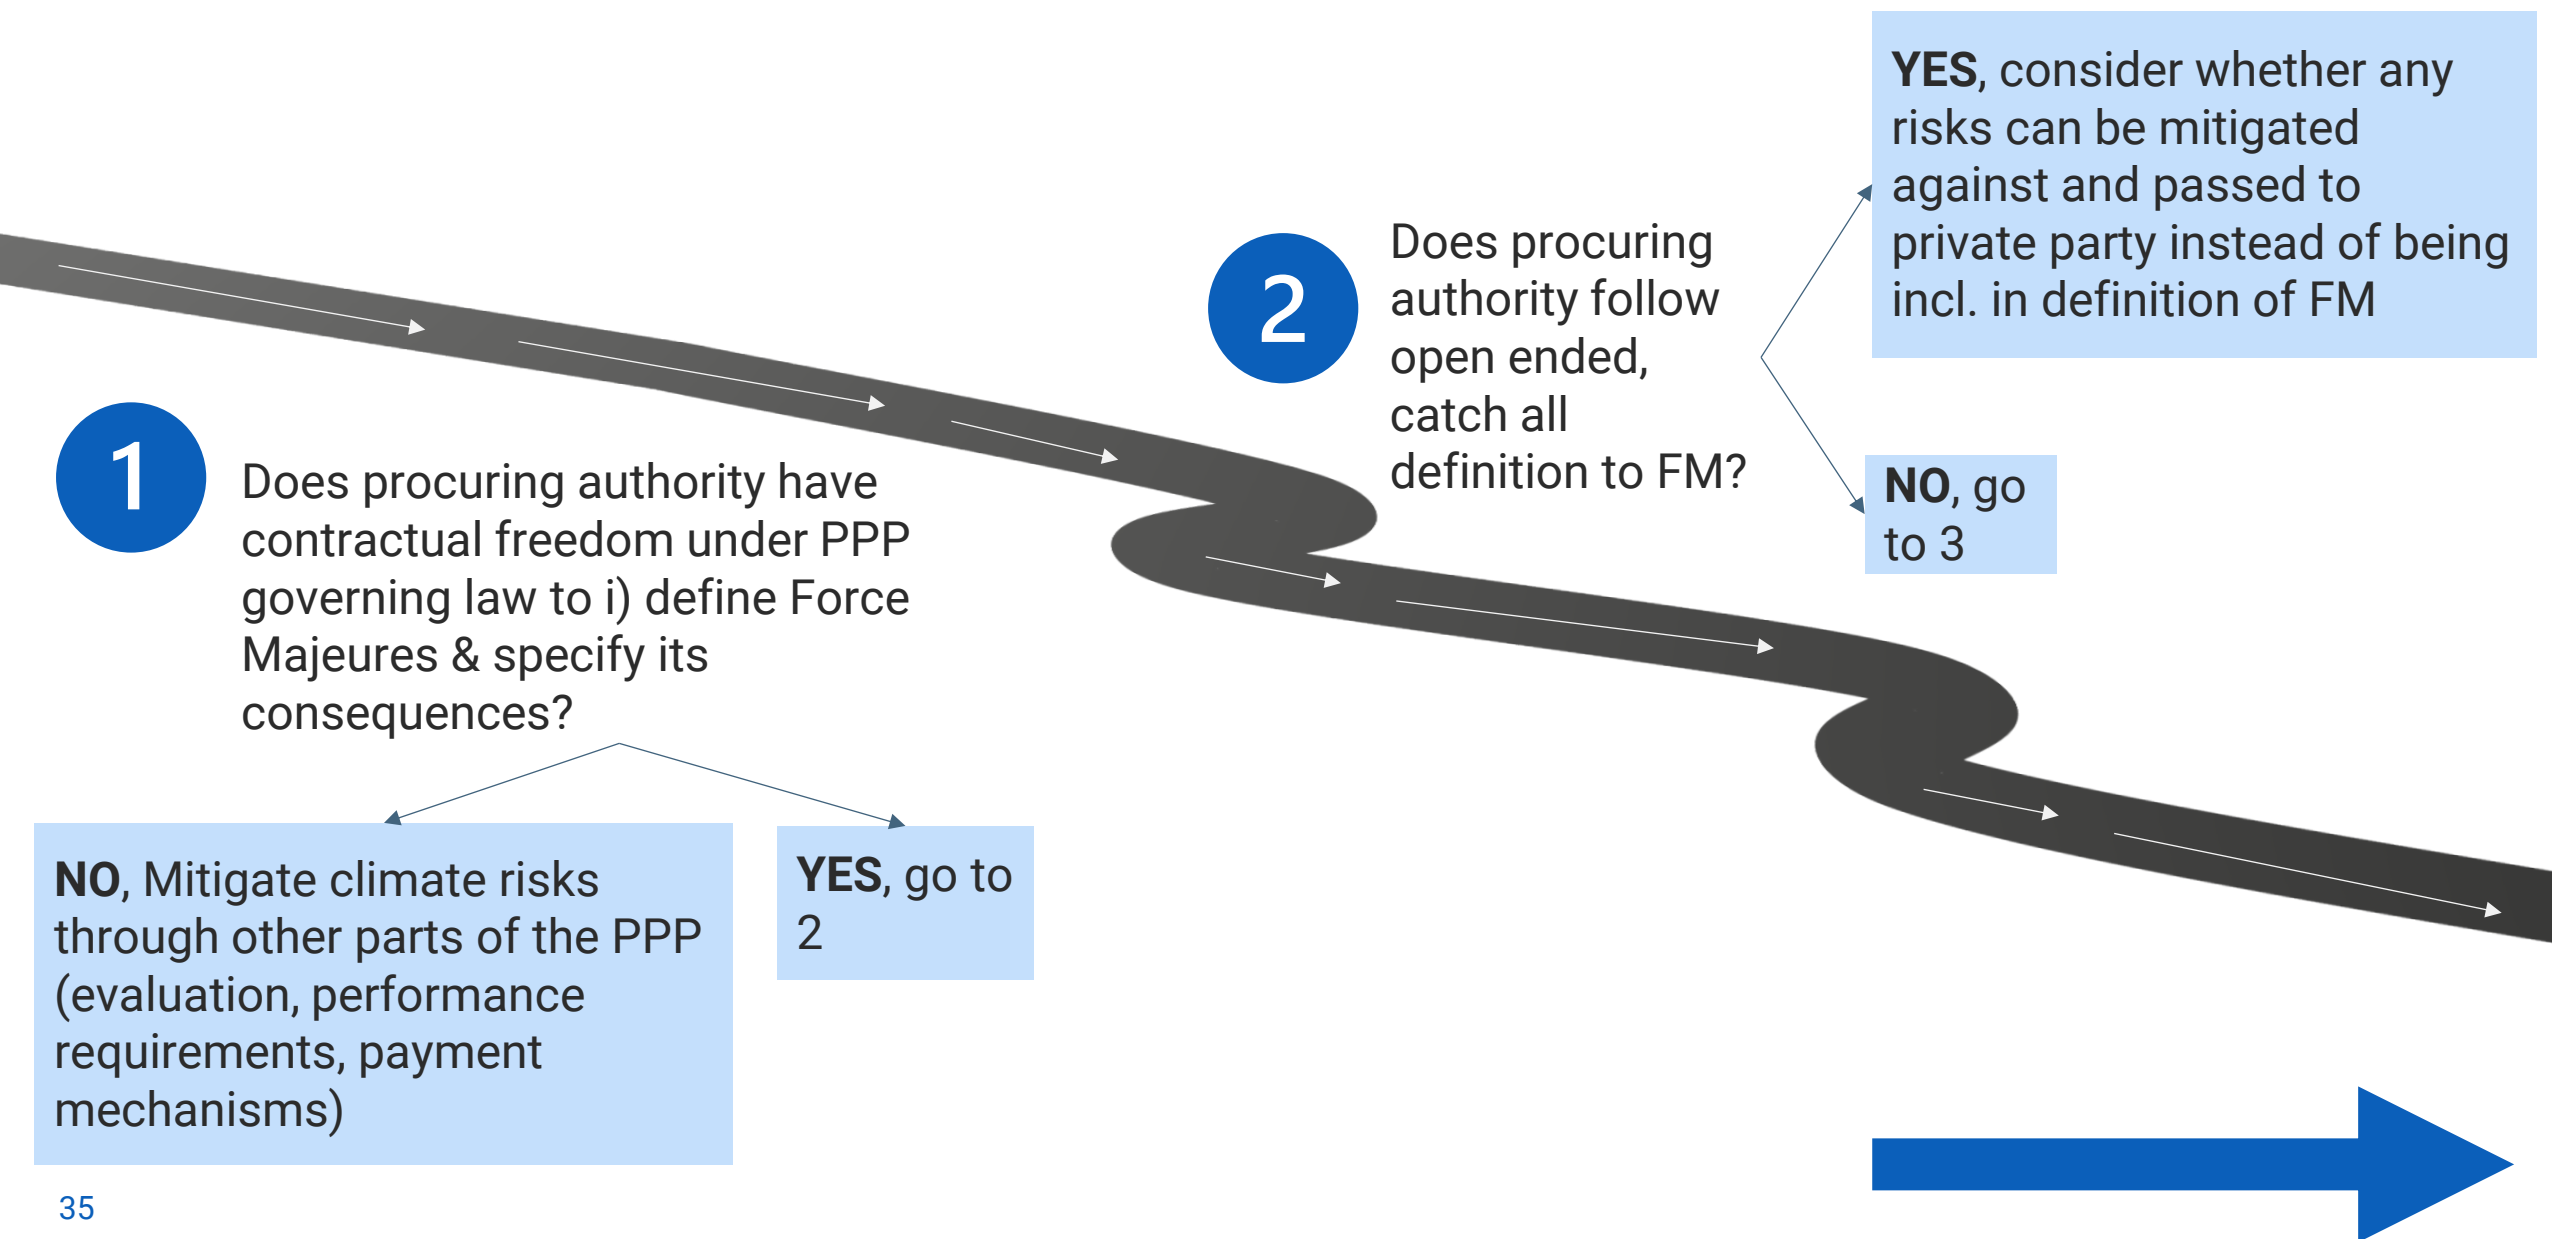 1
Does procuring authority have
contractual freedom under PPP
governing law to i) define Force
Majeures & specify its
consequences?
NO, Mitigate climate risks
through other parts of the PPP
(evaluation, performance
requirements, payment
mechanisms)
YES, go to
2
2
Does procuring
authority follow
open ended,
catch all
definition to FM?
YES, consider whether any
risks can be mitigated
against and passed to
private party instead of being
incl. in definition of FM
NO, go
to 3
35